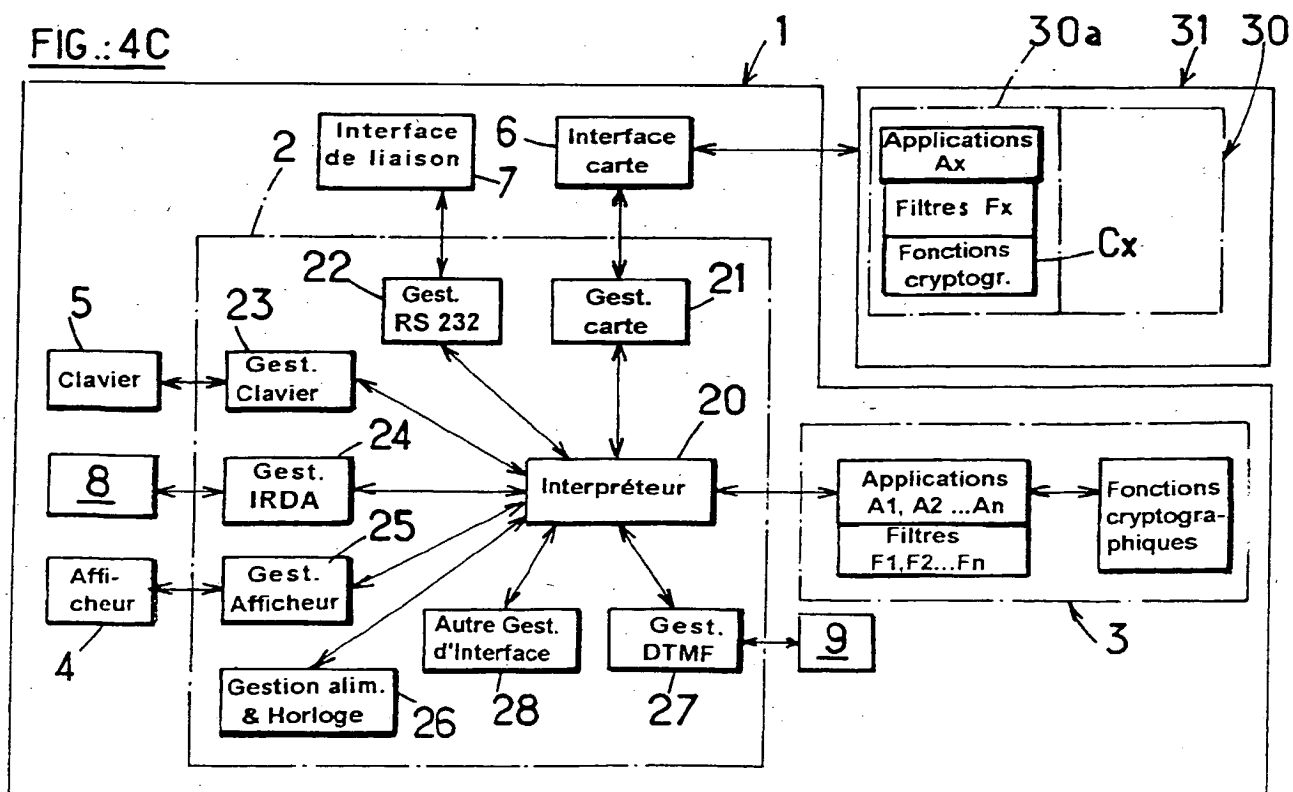 FIG.: 4C
1
30a
31
30
2
Interface
de liaison
7
6
Interface
carte
Applications
Ax
Filtres Fx
Fonctions
cryptogr.
Cx
22
Gest.
RS 232
Gest.
carte
21
5
Clavier
23
Gest.
Clavier
20
24
8
Gest.
IRDA
Interpréteur
Applications
A1, A2 ...An
Filtres
F1,F2...Fn
Fonctions
cryptogra-
phiques
25
Affi-
cheur
4
Gest.
Afficheur
Autre Gest.
d'Interface
28
Gest.
DTMF
27
9
3
Gestion alim.
& Horloge
26